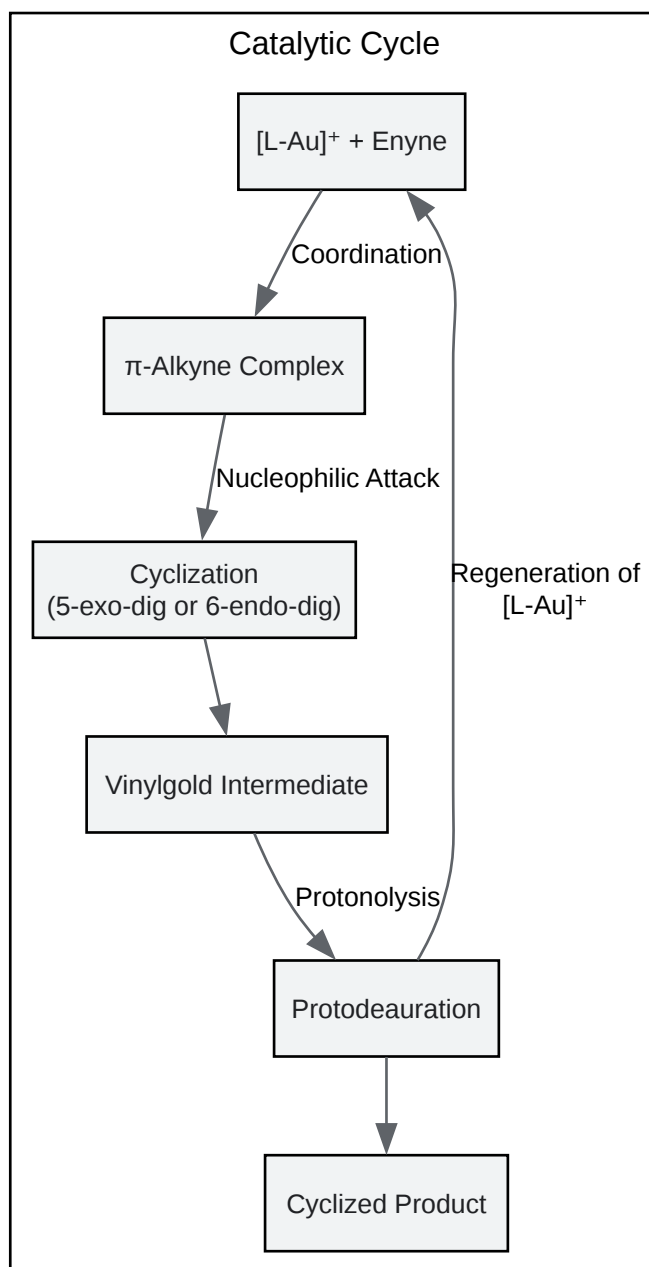 Catalytic Cycle
[L-Au]⁺ + Enyne
Coordination
π-Alkyne Complex
Nucleophilic Attack
Cyclization
(5-exo-dig or 6-endo-dig)
Regeneration of
[L-Au]⁺
Vinylgold Intermediate
Protonolysis
Protodeauration
Cyclized Product